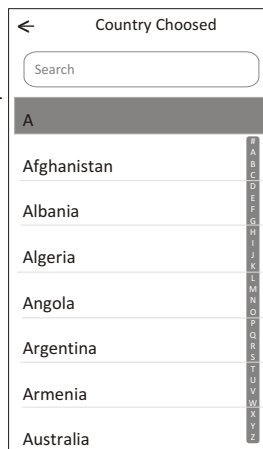 ← Country Choosed
Search
A
Afghanistan
Albania
Algeria
Angola
Argentina
Armenia
Australia
#
A
B
C
D
E
F
G
H
I
J
K
L
M
N
O
P
Q
R
S
T
U
V
W
X
Y
Z